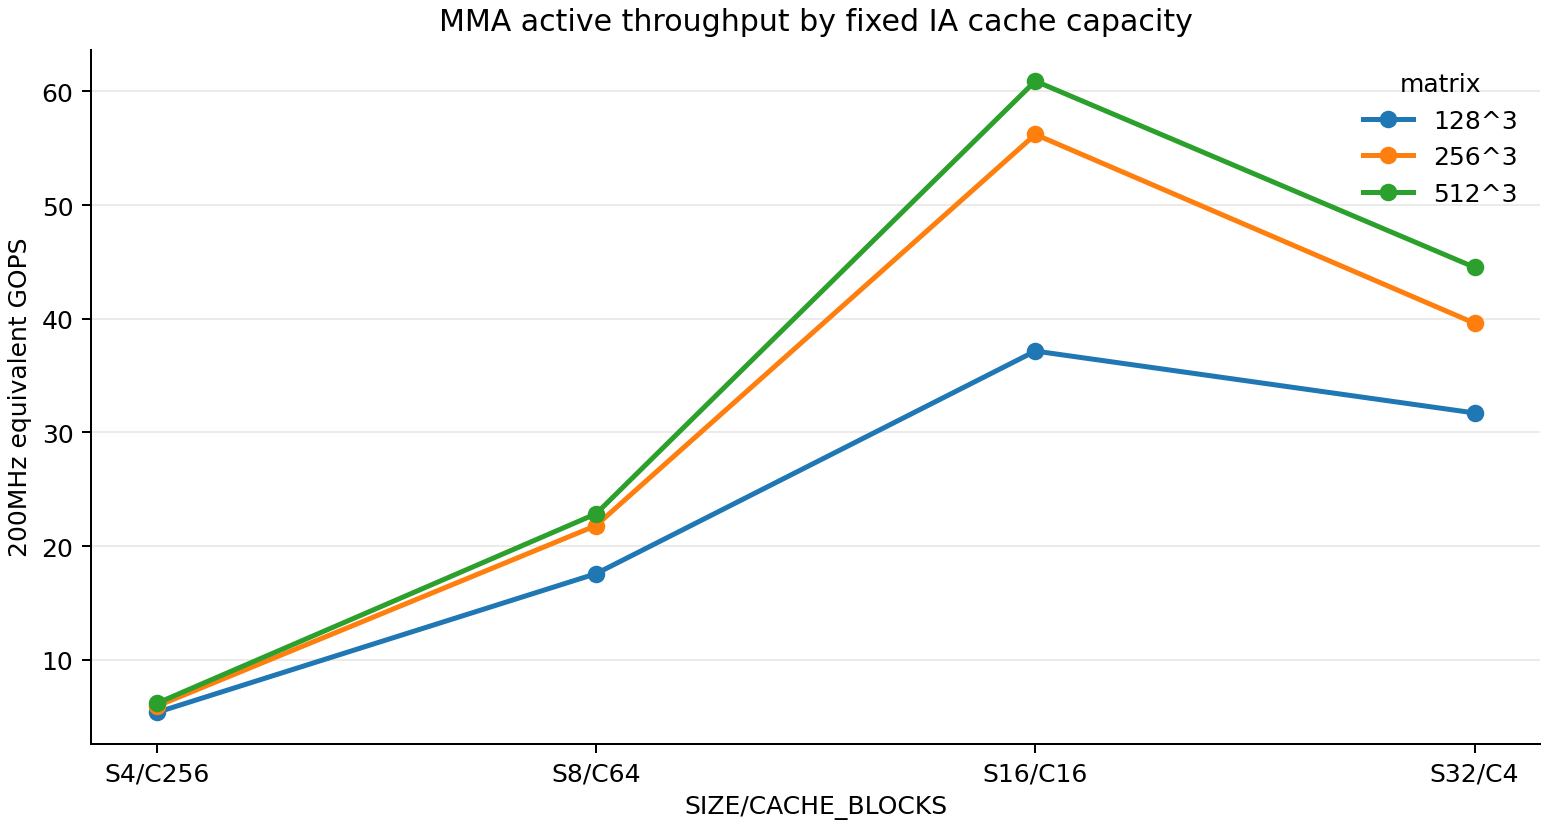 MMA active throughput by fixed IA cache capacity
matrix
128^3
256^3
512^3
200MHz equivalent GOPS
60
50
40
30
20
10
S4/C256
S8/C64
S16/C16
S32/C4
SIZE/CACHE_BLOCKS